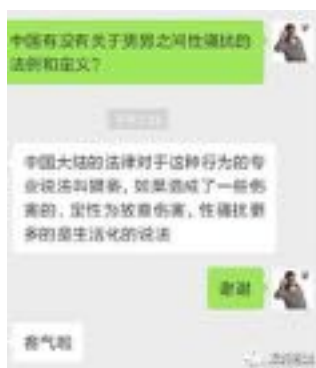 中国有没有关于男男之间性骚扰的
法例和定义?
中国大陆的法律对于这种行为的专
业说法叫猥亵,如果造成了一些伤
害的,定性为故意伤害,性骚扰更
多的是生活化的说法
谢谢
客气啦